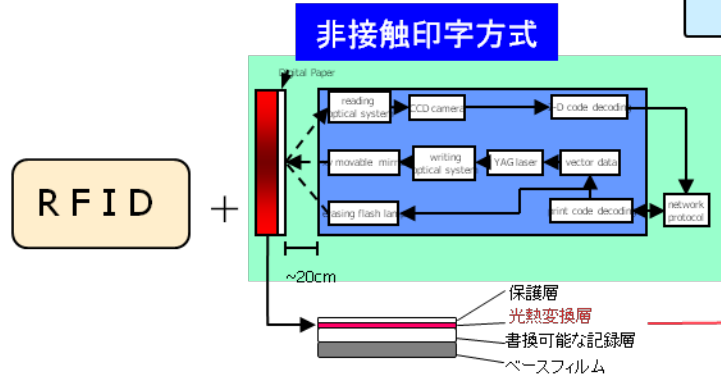 非接触印字方式
Digital Paper
reading
optical system
CCD camera
-D code decoding
movable mirr
writing
optical system
YAG laser
vector data
asing flash lam
rint code decoding
network
protocol
RFID
+
~20cm
保護層
光熱変換層
書換可能な記録層
ベースフィルム